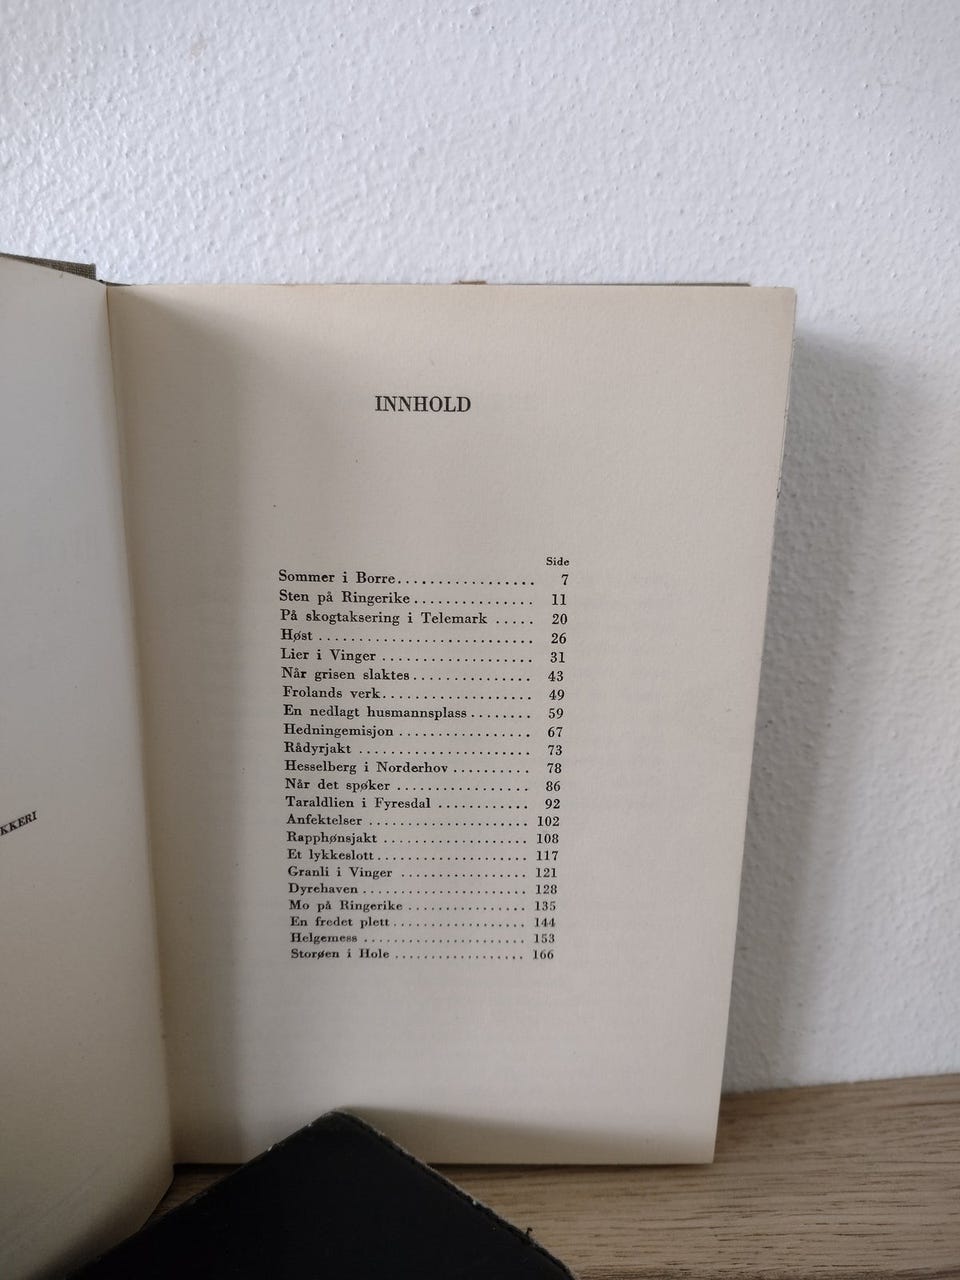 KKERI
INNHOLD
Side
Sommer i Borre................. 7
Sten på Ringerike............... 11
På skogtaksering i Telemark ..... 20
Høst .......................... 26
Lier i Vinger ................... 31
Når grisen slaktes............... 43
Frolands verk................... 49
En nedlagt husmannsplass........ 59
Hedningemisjon ................. 67
Rådyrjakt ...................... 73
Hesselberg i Norderhov .......... 78
Når det spøker ................. 86
Taraldlien i Fyresdal ............ 92
Anfektelser .................... 102
Rapphønsjakt .................. 108
Et lykkeslott................... 117
Granli i Vinger ................ 121
Dyrehaven ..................... 128
Mo på Ringerike ............... 135
En fredet plett................. 144
Helgemess ..................... 153
Storøen i Hole ................. 166